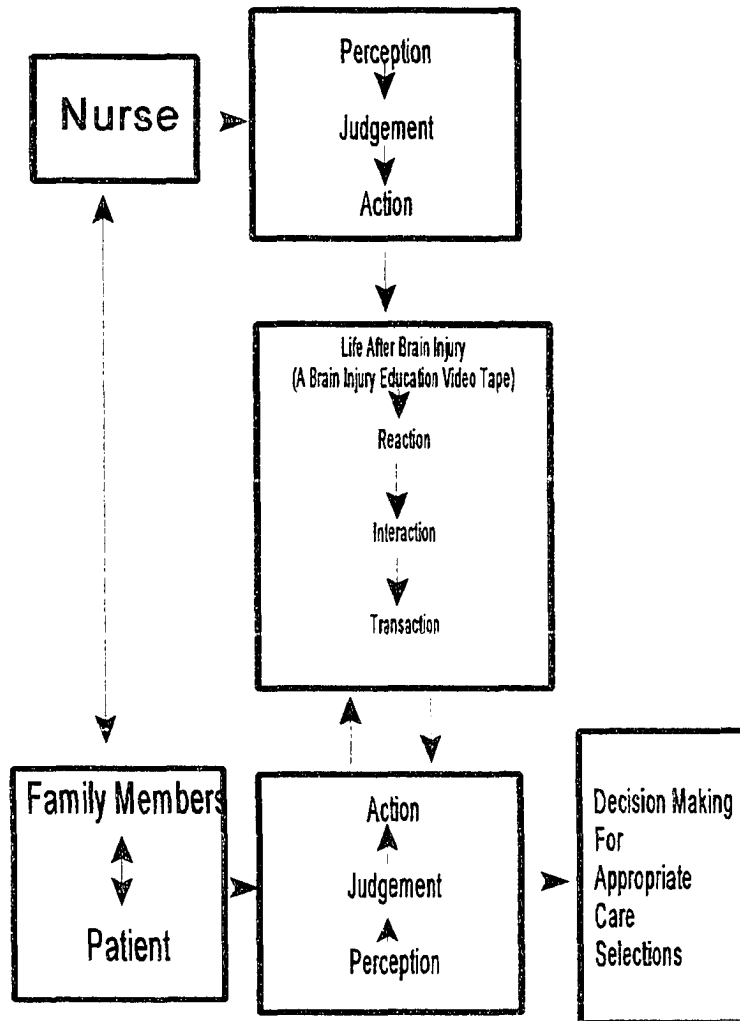 Nurse
Perception
Judgement
Action
Life After Brain Injury
(A Brain Injury Education Video Tape)
Reaction
Interaction
Transaction
Family Members
Patient
Action
Judgement
Perception
Decision Making
For
Appropriate
Care
Selections